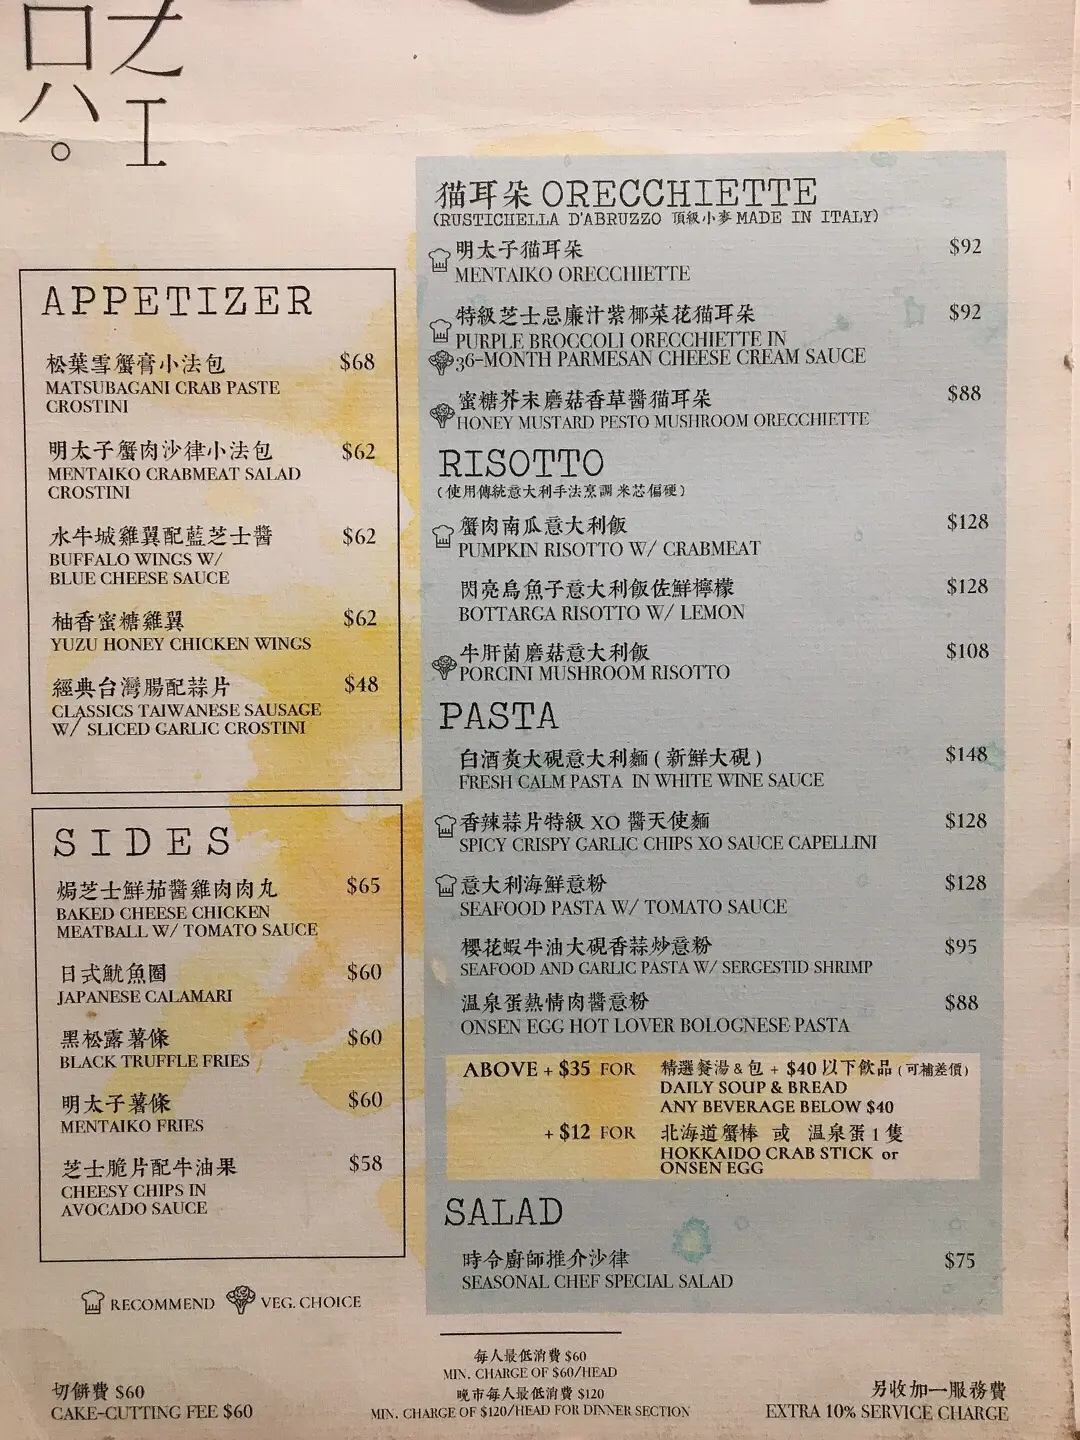 APPETIZER
松葉雪蟹膏小法包 $68
MATSUBAGANI CRAB PASTE
CROSTINI
明太子蟹肉沙律小法包 $62
MENTAIKO CRABMEAT SALAD
CROSTINI
水牛城雞翼配藍芝士醬 $62
BUFFALO WINGS W/
BLUE CHEESE SAUCE
柚香蜜糖雞翼 $62
YUZU HONEY CHICKEN WINGS
經典台灣腸配蒜片 $48
CLASSICS TAIWANESE SAUSAGE
W/ SLICED GARLIC CROSTINI
SIDES
焗芝士鮮茄醬雞肉肉丸 $65
BAKED CHEESE CHICKEN
MEATBALL W/ TOMATO SAUCE
日式魷魚圈 $60
JAPANESE CALAMARI
黑松露薯條 $60
BLACK TRUFFLE FRIES
明太子薯條 $60
MENTAIKO FRIES
芝士脆片配牛油果 $58
CHEESY CHIPS IN
AVOCADO SAUCE
RECOMMEND VEG. CHOICE
猫耳朵 ORECCHIETTE
(RUSTICHELLA D'ABRUZZO 頂級小麥 MADE IN ITALY)
明太子猫耳朵 $92
MENTAIKO ORECCHIETTE
特級芝士忌廉汁紫椰菜花猫耳朵 $92
PURPLE BROCCOLI ORECCHIETTE IN
36-MONTH PARMESAN CHEESE CREAM SAUCE
蜜糖芥末磨菇香草醬猫耳朵 $88
HONEY MUSTARD PESTO MUSHROOM ORECCHIETTE
RISOTTO
(使用傳統意大利手法烹調 米芯偏硬)
蟹肉南瓜意大利飯 $128
PUMPKIN RISOTTO W/ CRABMEAT
閃亮烏魚子意大利飯佐鮮檸檬 $128
BOTTARGA RISOTTO W/ LEMON
牛肝菌磨菇意大利飯 $108
PORCINI MUSHROOM RISOTTO
PASTA
白酒煑大硯意大利麵 (新鮮大硯) $148
FRESH CALM PASTA IN WHITE WINE SAUCE
香辣蒜片特級 XO 醬天使麵 $128
SPICY CRISPY GARLIC CHIPS XO SAUCE CAPELLINI
意大利海鮮意粉 $128
SEAFOOD PASTA W/ TOMATO SAUCE
櫻花蝦牛油大硯香蒜炒意粉 $95
SEAFOOD AND GARLIC PASTA W/ SERGESTID SHRIMP
温泉蛋熱情肉醬意粉 $88
ONSEN EGG HOT LOVER BOLOGNESE PASTA
ABOVE + $35 FOR 精選餐湯 & 包 + $40 以下飲品 (可補差價)
DAILY SOUP & BREAD
ANY BEVERAGE BELOW $40
+ $12 FOR 北海道蟹棒 或 温泉蛋 1 隻
HOKKAIDO CRAB STICK or
ONSEN EGG
SALAD
時令廚師推介沙律 $75
SEASONAL CHEF SPECIAL SALAD
每人最低消費 $60
MIN. CHARGE OF $60/HEAD
晚市每人最低消費 $120
MIN. CHARGE OF $120/HEAD FOR DINNER SECTION
切餅費 $60
CAKE-CUTTING FEE $60
另收加一服務費
EXTRA 10% SERVICE CHARGE